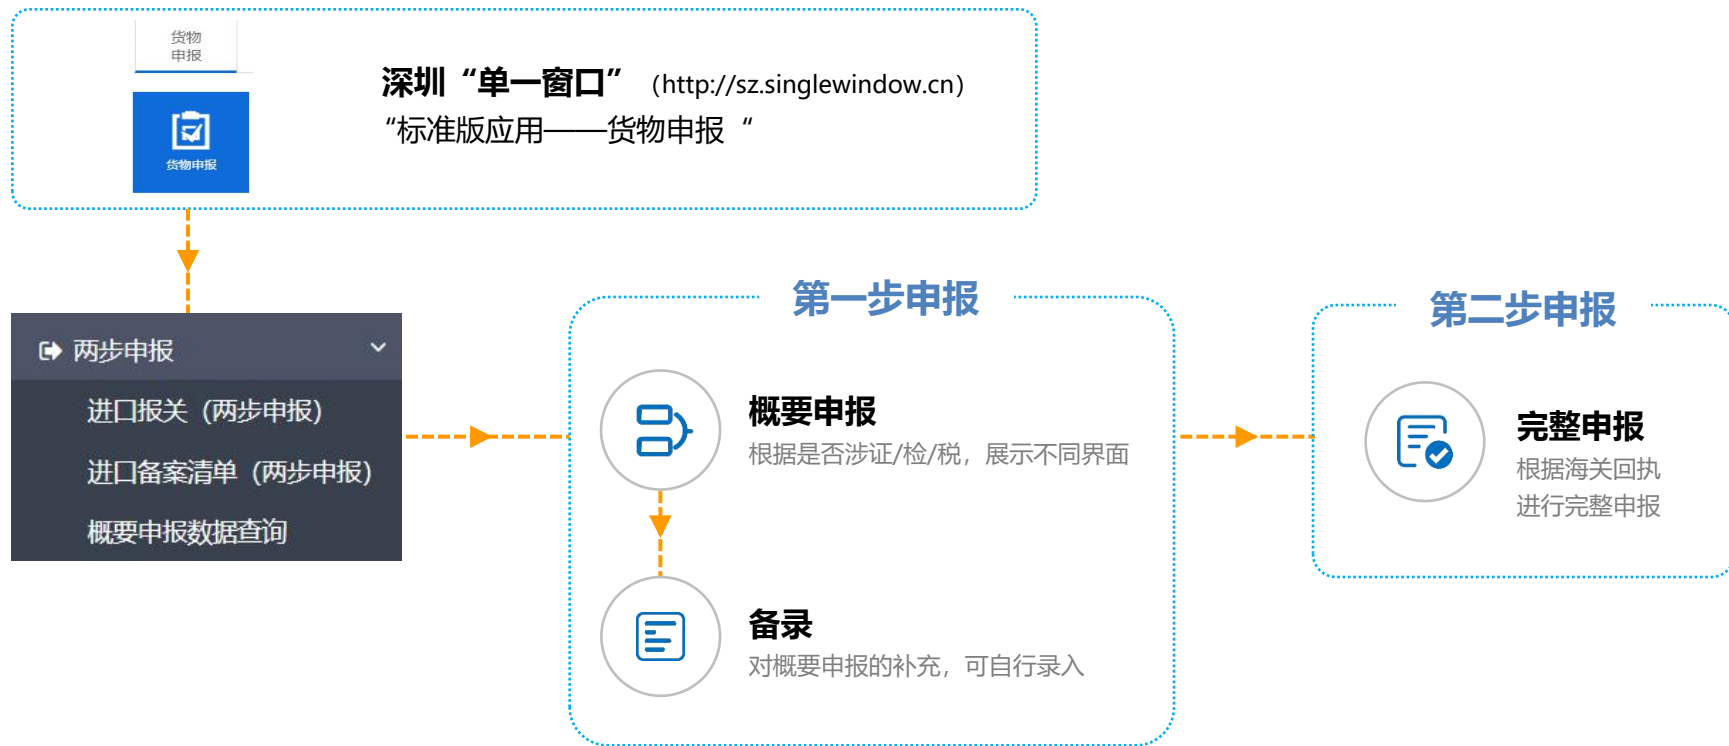 货物
申报
货物申报
深圳“单一窗口”（http://sz.singlewindow.cn）
“标准版应用——货物申报“
两步申报
进口报关（两步申报）
进口备案清单（两步申报）
概要申报数据查询
第一步申报
概要申报
根据是否涉证/检/税，展示不同界面
备录
对概要申报的补充，可自行录入
第二步申报
完整申报
根据海关回执
进行完整申报